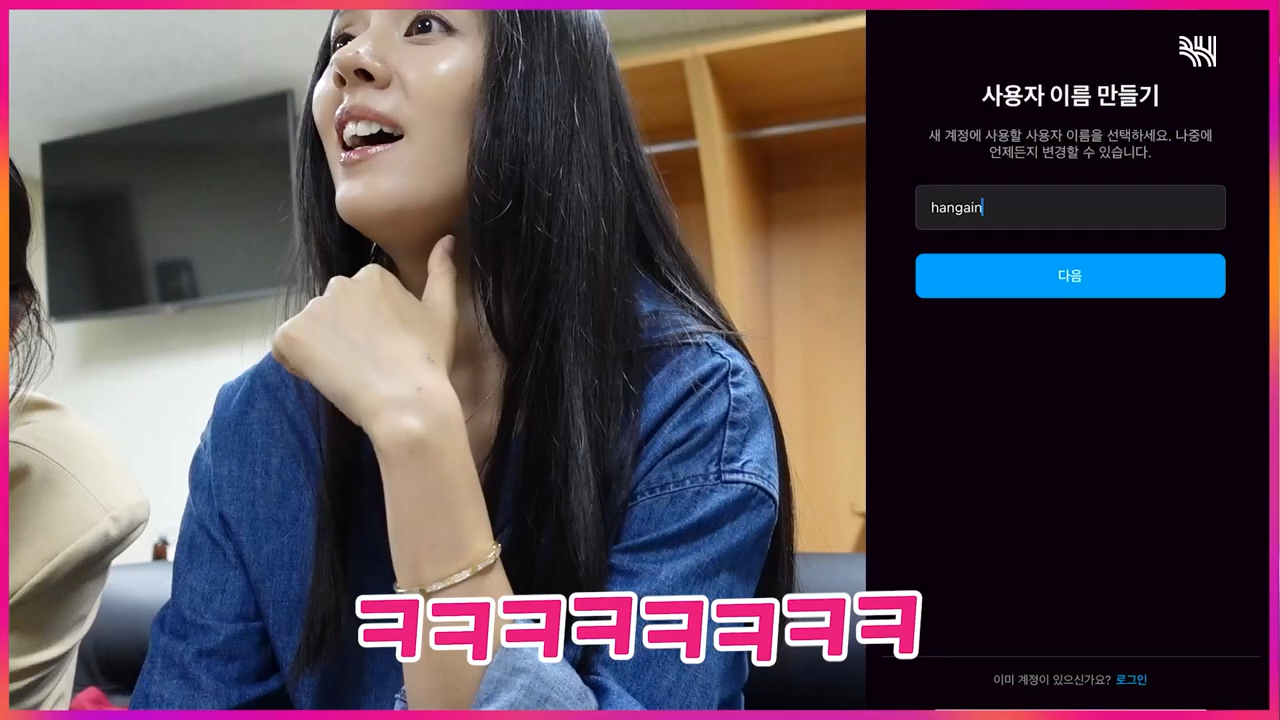 사용자 이름 만들기
새 계정에 사용할 사용자 이름을 선택하세요. 나중에
언제든지 변경할 수 있습니다.
hangain
다음
ㅋㅋㅋㅋㅋㅋㅋㅋ
이미 계정이 있으신가요? 로그인